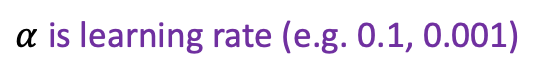 α is learning rate (e.g. 0.1, 0.001)